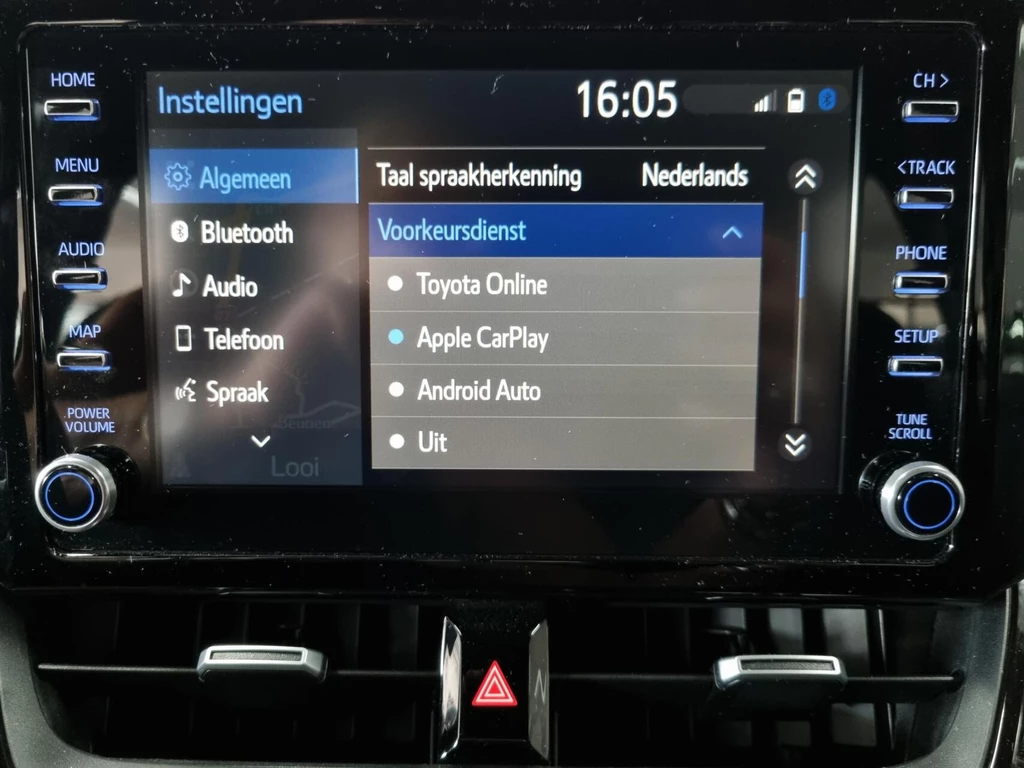 HOME
MENU
AUDIO
MAP
POWER
VOLUME
Instellingen
16:05
Algemeen
Bluetooth
Audio
Telefoon
Spraak
Looi
Taal spraakherkenning Nederlands
Voorkeursdienst
Toyota Online
Apple CarPlay
Android Auto
Uit
CH >
< TRACK
PHONE
SETUP
TUNE
SCROLL